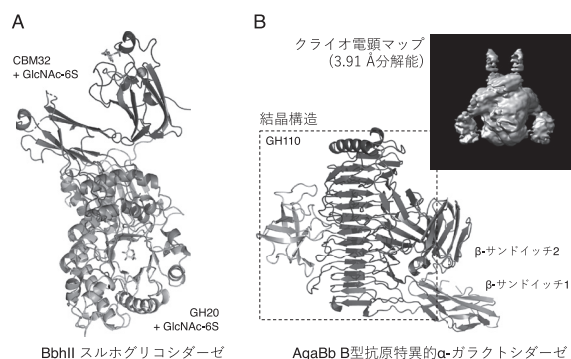 A
CBM32
+ GlcNAc-6S
GH20
+ GlcNAc-6S
BbhII スルホグリコシダーゼ
B
クライオ電顕マップ
(3.91 Å分解能)
結晶構造
GH110
β-サンドイッチ2
β-サンドイッチ1
AgaBb B型抗原特異的α-ガラクトシダーゼ